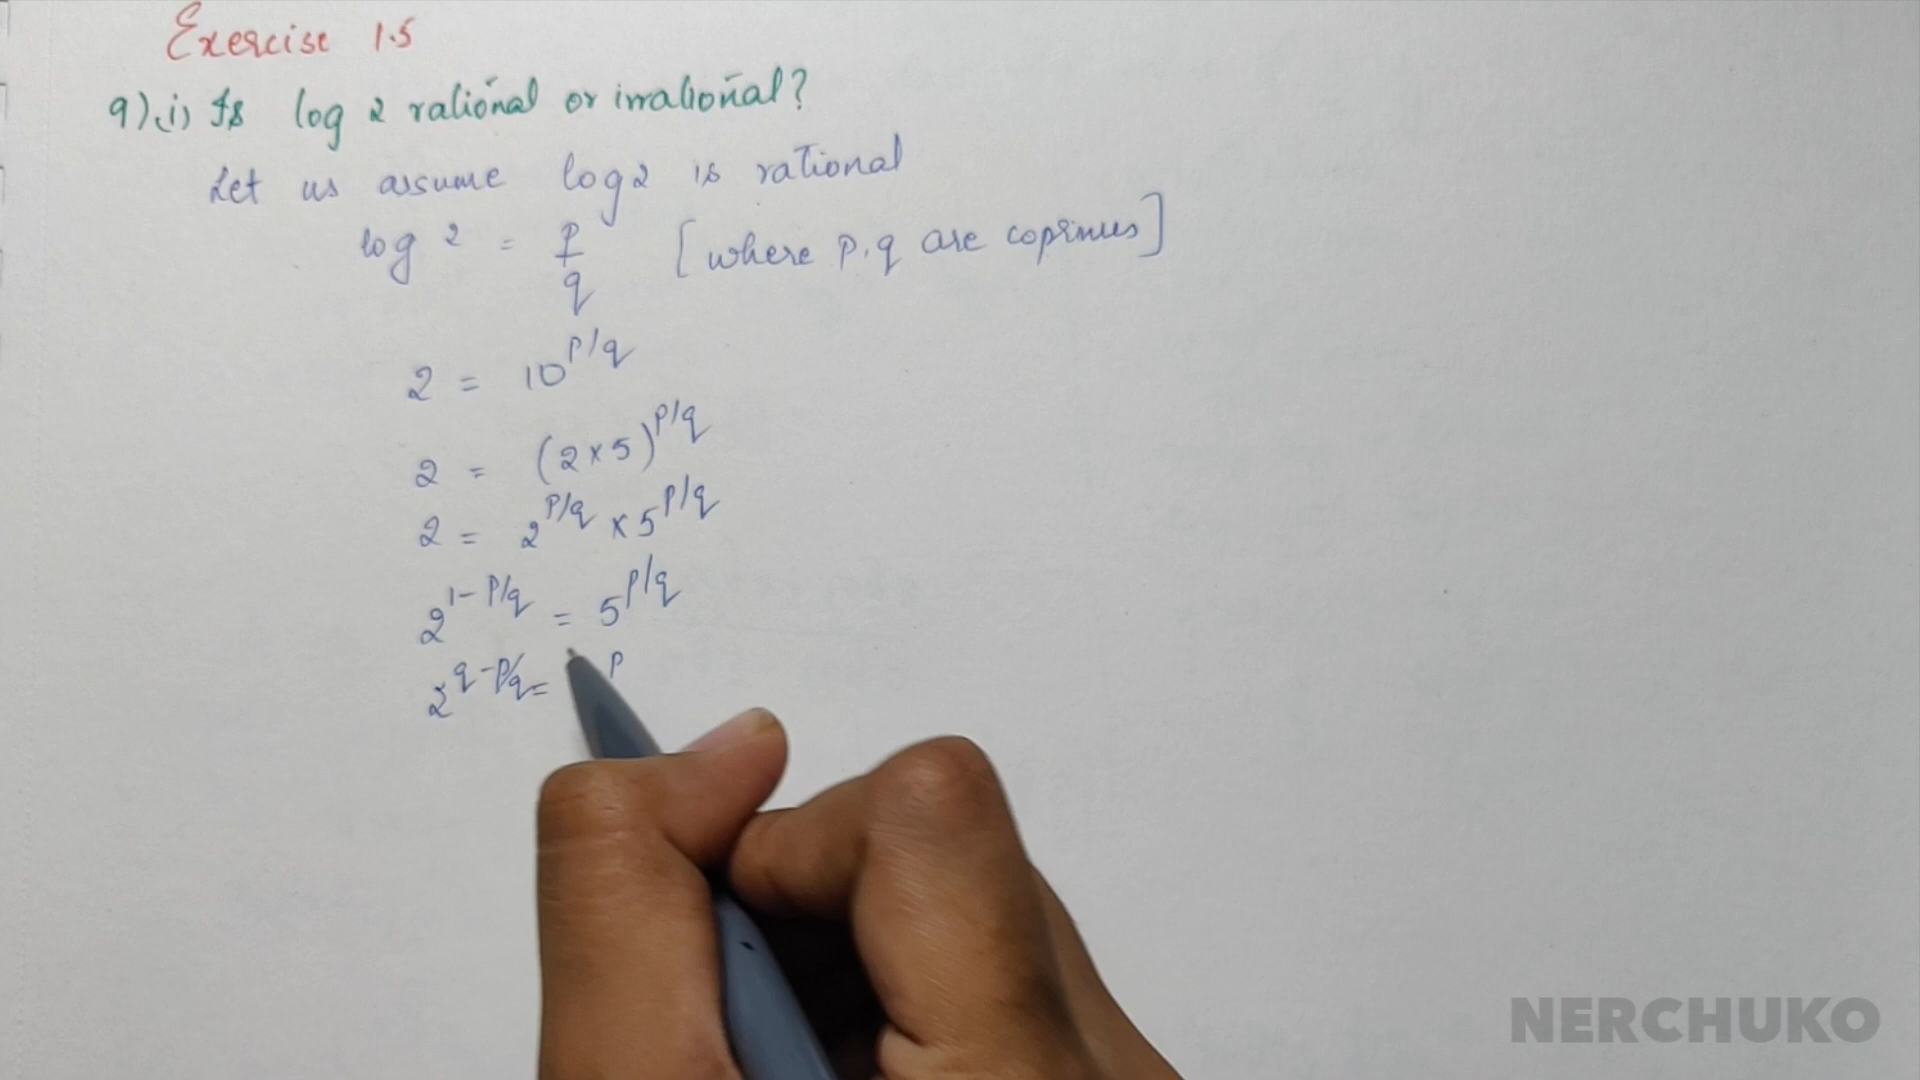 Exercise 1.5
9) (i) Is log 2 rational or irrational?
Let us assume log 2 is rational
log 2 = p/q [where p, q are coprimes]
2 = 10^p/q
2 = (2×5)^p/q
2 = 2^p/q × 5^p/q
2^1-p/q = 5^p/q
2^q-p/q = p
NERCHUKO